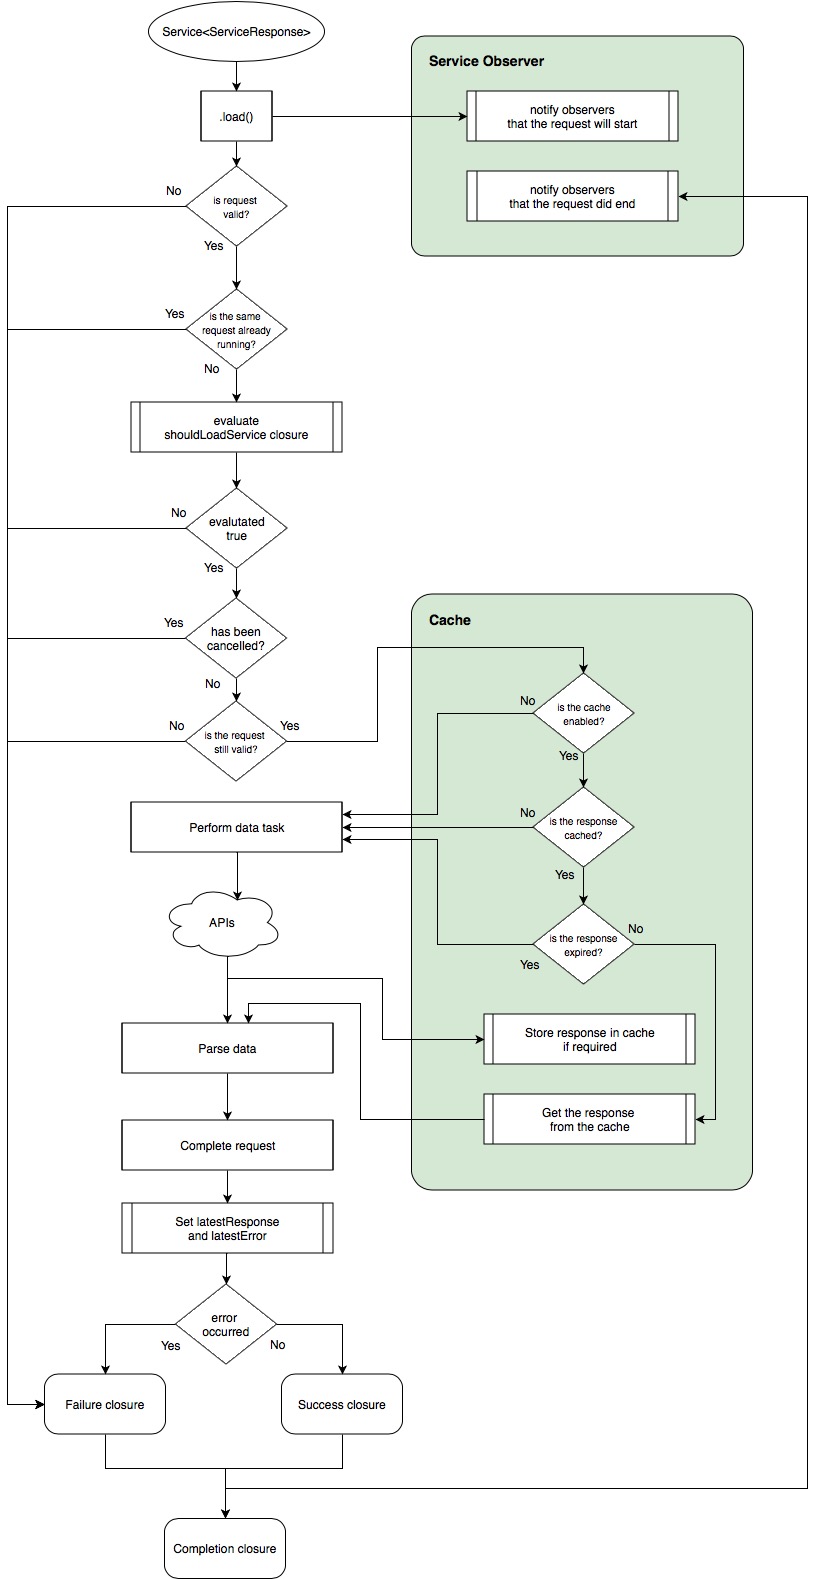 Service<ServiceResponse>
Service Observer
.load()
notify observers
that the request will start
notify observers
that the request did end
No
is request
valid?
Yes
Yes
is the same
request already
running?
No
evaluate
shouldLoadService closure
No
evalutated
true
Yes
Yes
has been
cancelled?
No
No
is the request
still valid?
Yes
Cache
No
is the cache
enabled?
Yes
No
is the response
cached?
Yes
Perform data task
APIs
is the response
expired?
No
Yes
Store response in cache
if required
Parse data
Get the response
from the cache
Complete request
Set latestResponse
and latestError
error
occurred
Yes
No
Failure closure
Success closure
Completion closure